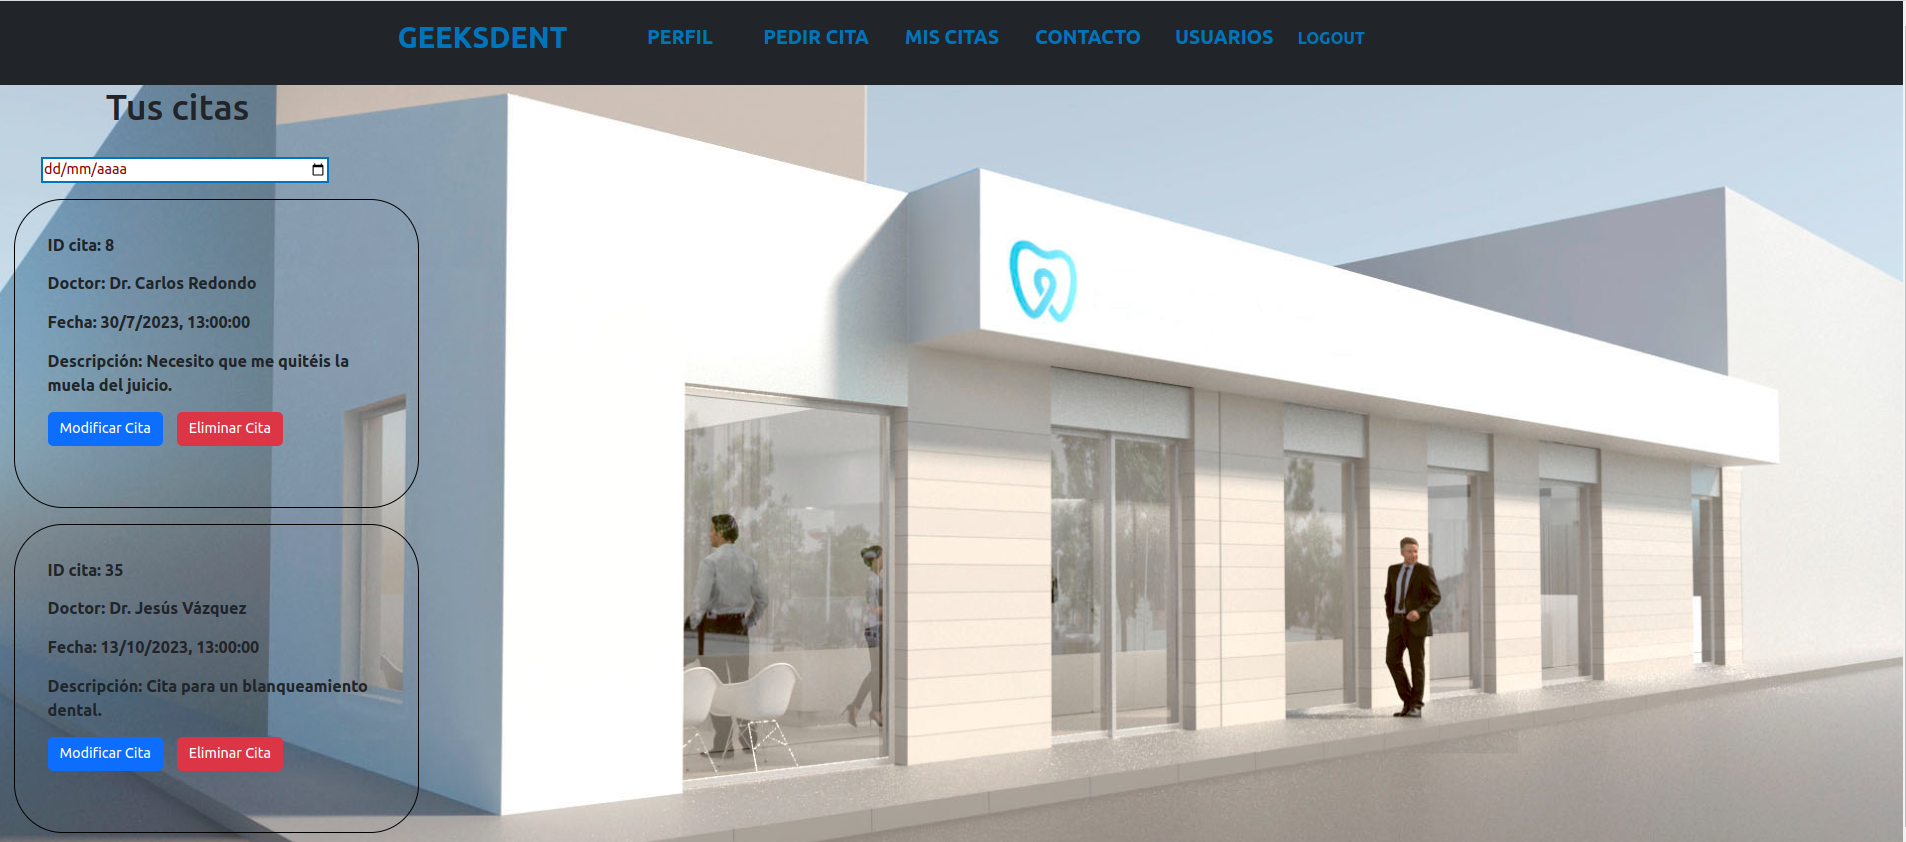 GEEKSDENT PERFIL PEDIR CITA MIS CITAS CONTACTO USUARIOS LOGOUT
Tus citas
dd/mm/aaaa
ID cita: 8
Doctor: Dr. Carlos Redondo
Fecha: 30/7/2023, 13:00:00
Descripción: Necesito que me quitéis la
muela del juicio.
Modificar Cita Eliminar Cita
ID cita: 35
Doctor: Dr. Jesús Vázquez
Fecha: 13/10/2023, 13:00:00
Descripción: Cita para un blanqueamiento
dental.
Modificar Cita Eliminar Cita